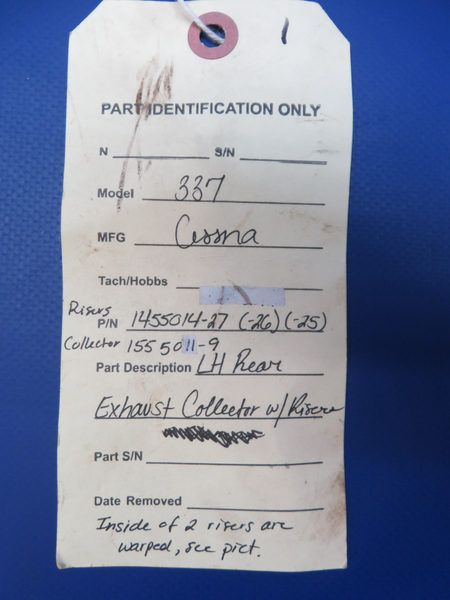 1
PART IDENTIFICATION ONLY
N S/N
Model 337
MFG Cessna
Tach/Hobbs
Risers
P/N 1455014-27 (-26) (-25)
Collector 1555011-9
Part Description LH Rear
Exhaust Collector w/ Risers
Part S/N
Date Removed
Inside of 2 risers are
warped, see pict.